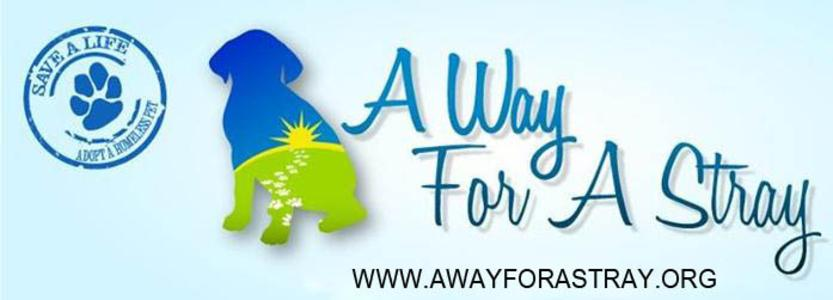 SAVE A LIFE
ADOPT A HOMELESS PET
A Way
For A Stray
WWW.AWAYFORASTRAY.ORG